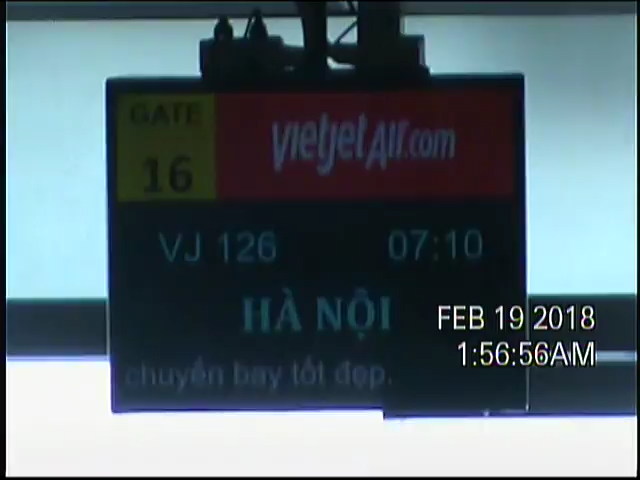 GATE
16
vietjetAir.com
VJ 126 07:10
HÀ NỘI
chuyến bay tốt đẹp.
FEB 19 2018
1:56:56AM